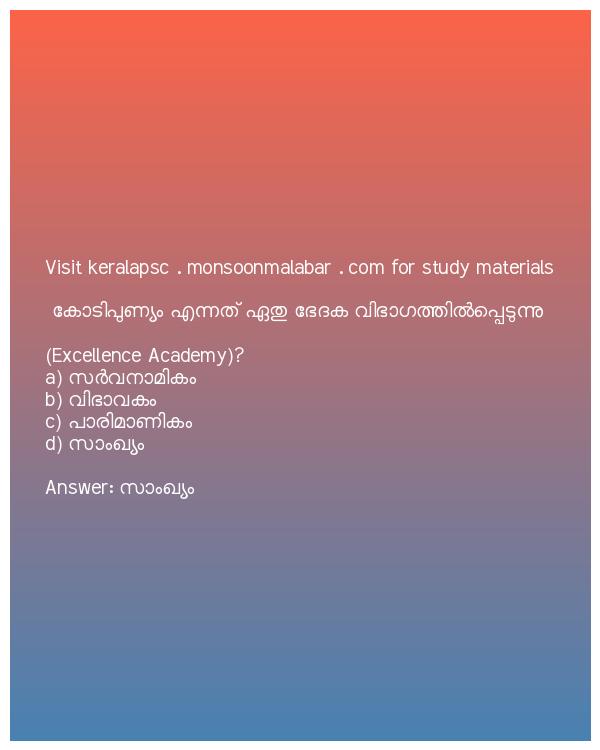 Visit keralapsc . monsoonmalabar . com for study materials
കോടിപുണ്യം എന്നത് ഏതു ഭേദക വിഭാഗത്തിൽപ്പെടുന്നു
(Excellence Academy)?
a) സർവനാമികം
b) വിഭാവകം
c) പാരിമാണികം
d) സാംഖ്യം
Answer: സാംഖ്യം